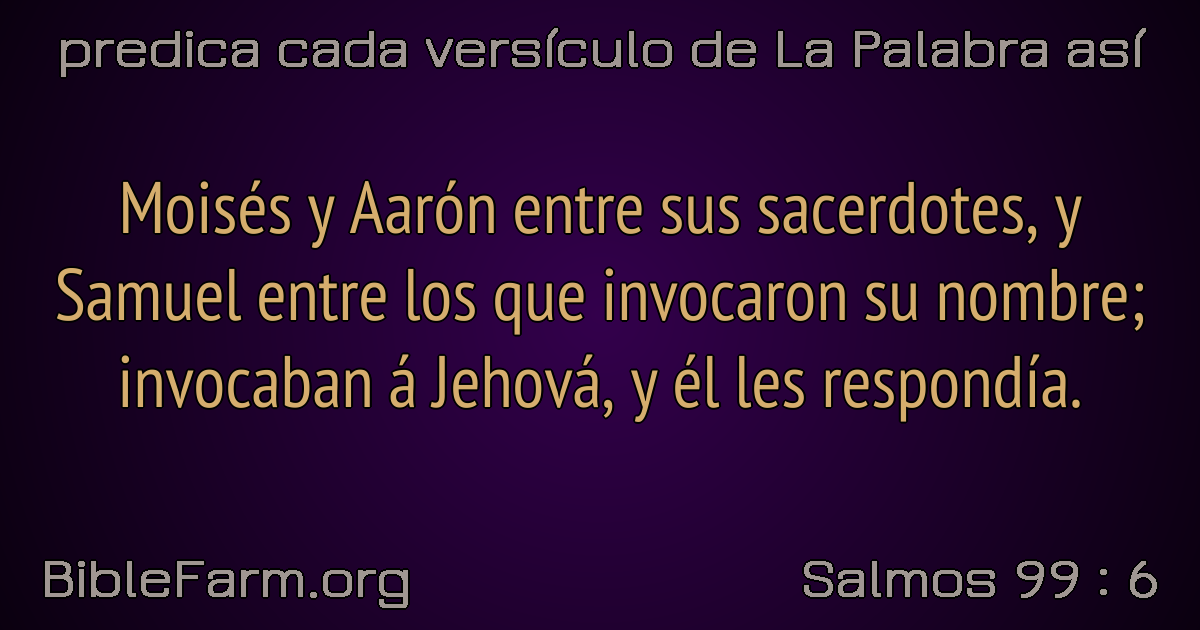 predica cada versículo de La Palabra así
Moisés y Aarón entre sus sacerdotes, y
Samuel entre los que invocaron su nombre;
invocaban á Jehová, y él les respondía.
BibleFarm.org
Salmos 99 : 6